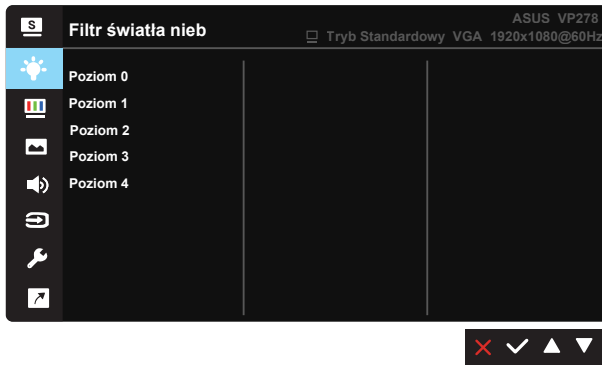 S
Filtr światła nieb
ASUS VP278
Tryb Standardowy VGA 1920x1080@60Hz
Poziom 0
Poziom 1
Poziom 2
Poziom 3
Poziom 4